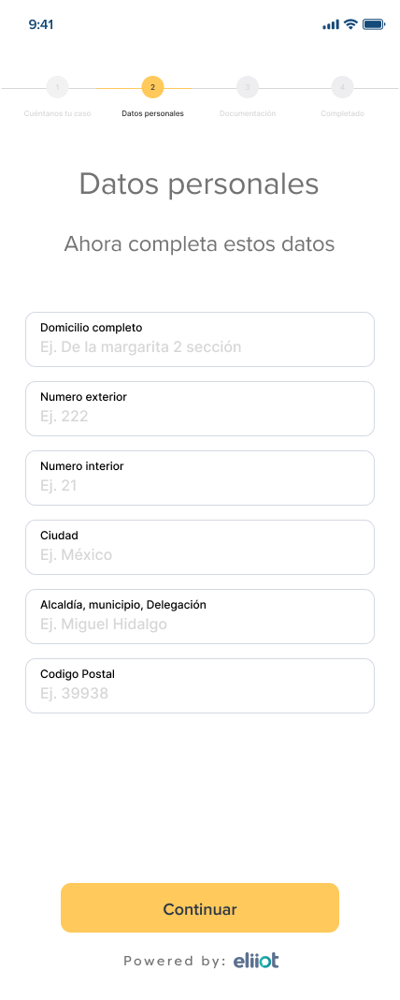 9:41
1 2 3 4
Cuéntanos tu caso Datos personales Documentación Completado
Datos personales
Ahora completa estos datos
Domicilio completo
Ej. De la margarita 2 sección
Numero exterior
Ej. 222
Numero interior
Ej. 21
Ciudad
Ej. México
Alcaldía, municipio, Delegación
Ej. Miguel Hidalgo
Codigo Postal
Ej. 39938
Continuar
Powered by: eliiot